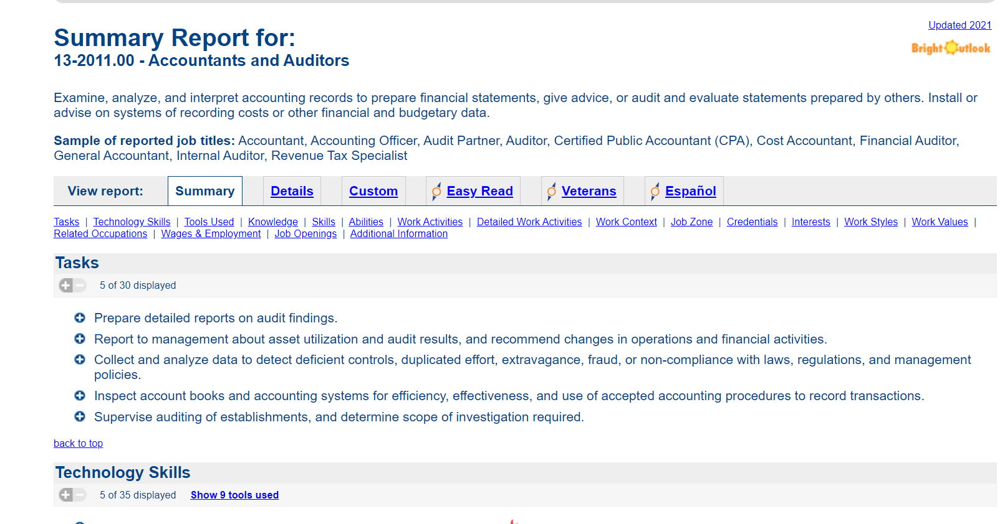 Updated 2021
Summary Report for:
Bright Outlook
13-2011.00 - Accountants and Auditors
Examine, analyze, and interpret accounting records to prepare financial statements, give advice, or audit and evaluate statements prepared by others. Install or
advise on systems of recording costs or other financial and budgetary data.
Sample of reported job titles: Accountant, Accounting Officer, Audit Partner, Auditor, Certified Public Accountant (CPA), Cost Accountant, Financial Auditor,
General Accountant, Internal Auditor, Revenue Tax Specialist
View report: Summary Details Custom Easy Read Veterans Español
Tasks | Technology Skills | Tools Used | Knowledge | Skills | Abilities | Work Activities | Detailed Work Activities | Work Context | Job Zone | Credentials | Interests | Work Styles | Work Values |
Related Occupations | Wages & Employment | Job Openings | Additional Information
Tasks
5 of 30 displayed
Prepare detailed reports on audit findings.
Report to management about asset utilization and audit results, and recommend changes in operations and financial activities.
Collect and analyze data to detect deficient controls, duplicated effort, extravagance, fraud, or non-compliance with laws, regulations, and management
policies.
Inspect account books and accounting systems for efficiency, effectiveness, and use of accepted accounting procedures to record transactions.
Supervise auditing of establishments, and determine scope of investigation required.
back to top
Technology Skills
5 of 35 displayed Show 9 tools used